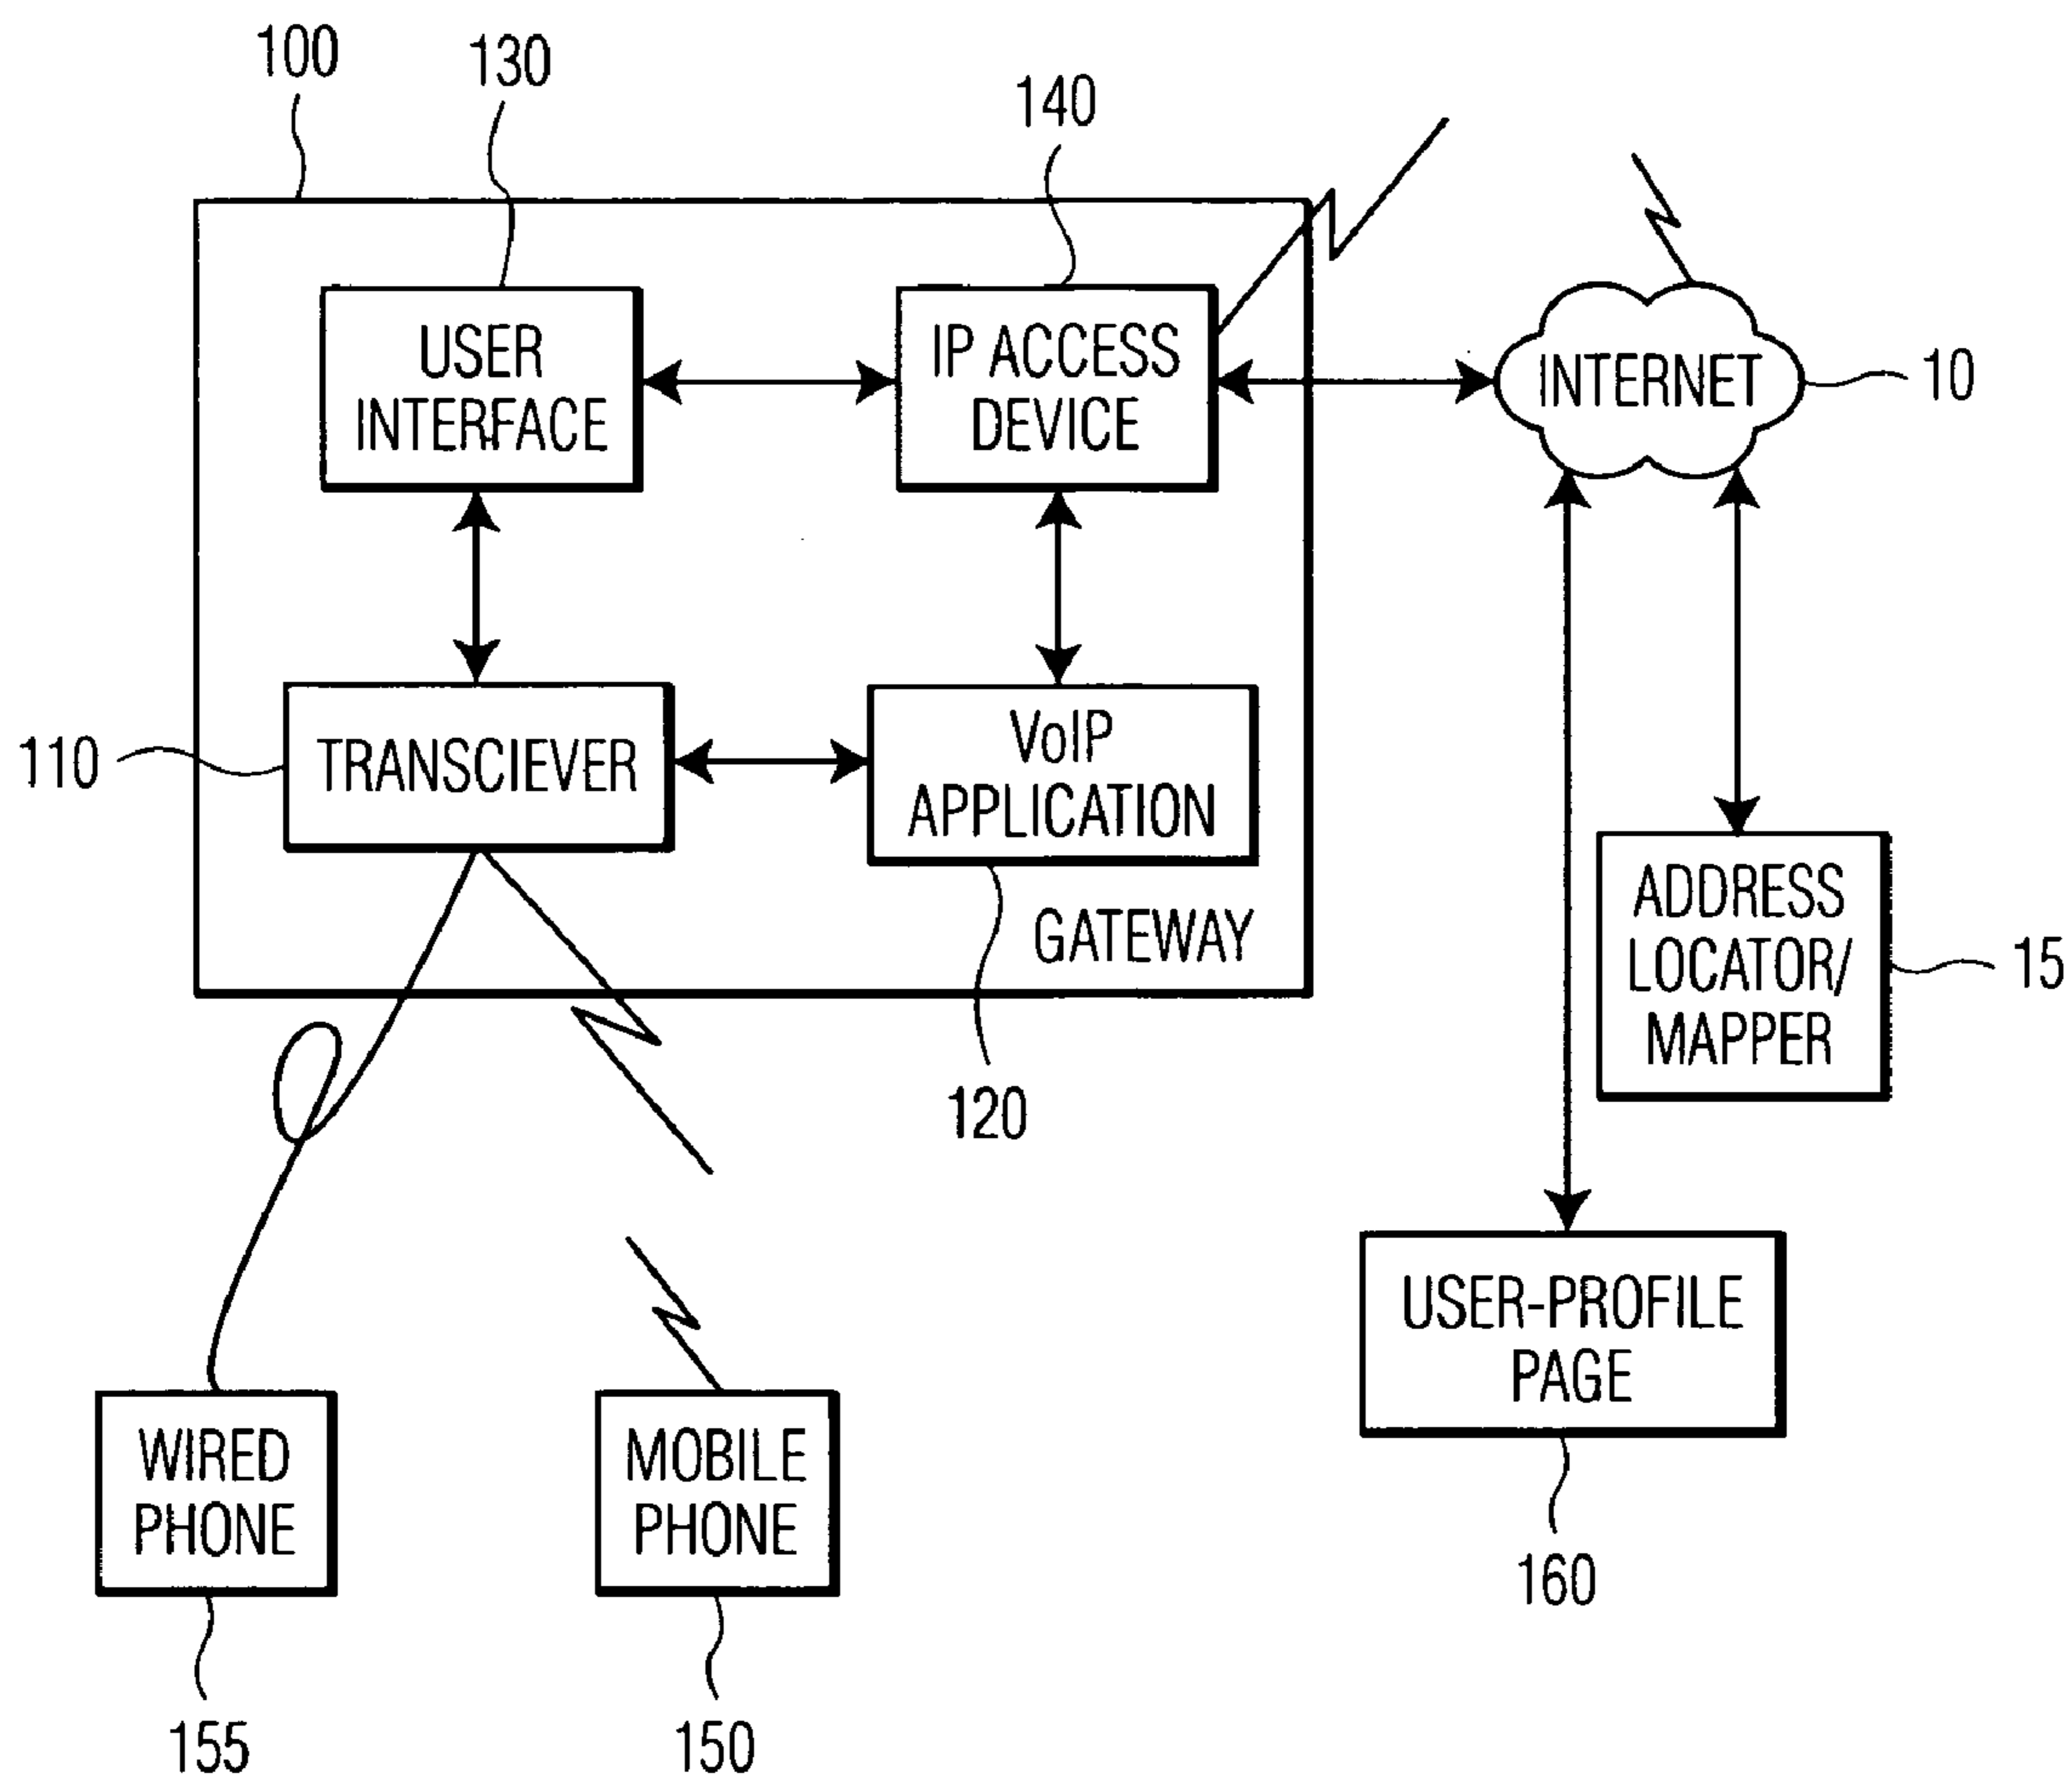 100
130
140
USER
INTERFACE
IP ACCESS
DEVICE
INTERNET
10
110
TRANSCIEVER
VoIP
APPLICATION
GATEWAY
120
ADDRESS
LOCATOR/
MAPPER
15
USER-PROFILE
PAGE
160
WIRED
PHONE
155
MOBILE
PHONE
150